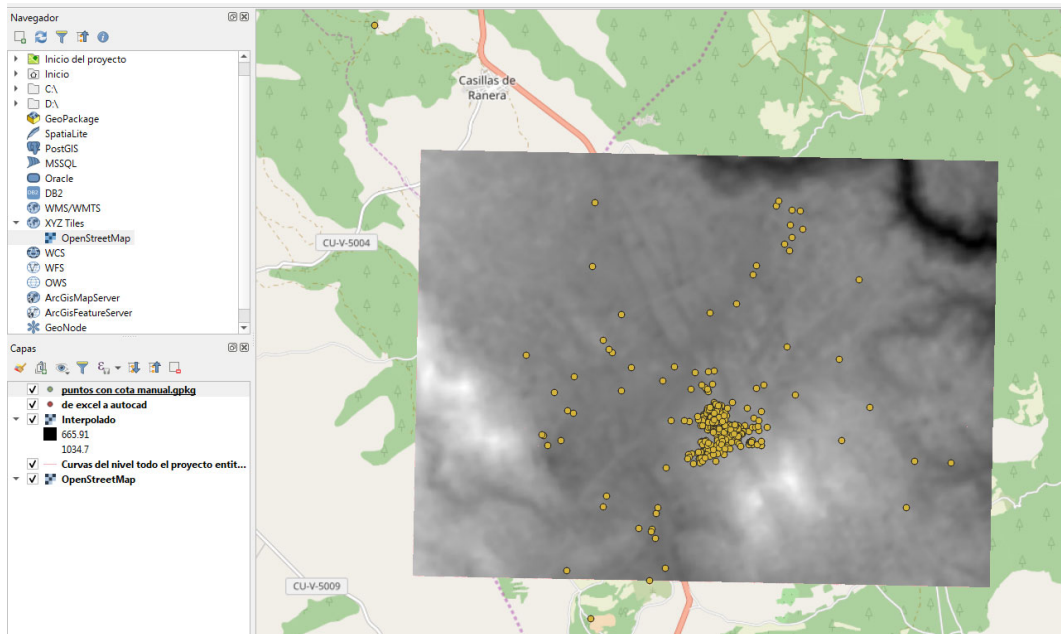 Navegador
Inicio del proyecto
Inicio
C:\
D:\
GeoPackage
SpatiaLite
PostGIS
MSSQL
Oracle
DB2
WMS/WMTS
XYZ Tiles
OpenStreetMap
WCS
WFS
OWS
ArcGisMapServer
ArcGisFeatureServer
GeoNode
Capas
puntos con cota manual.gpkg
de excel a autocad
Interpolado
665.91
1034.7
Curvas del nivel todo el proyecto entit...
OpenStreetMap
Casillas de
Ranera
CU-V-5004
CU-V-5009